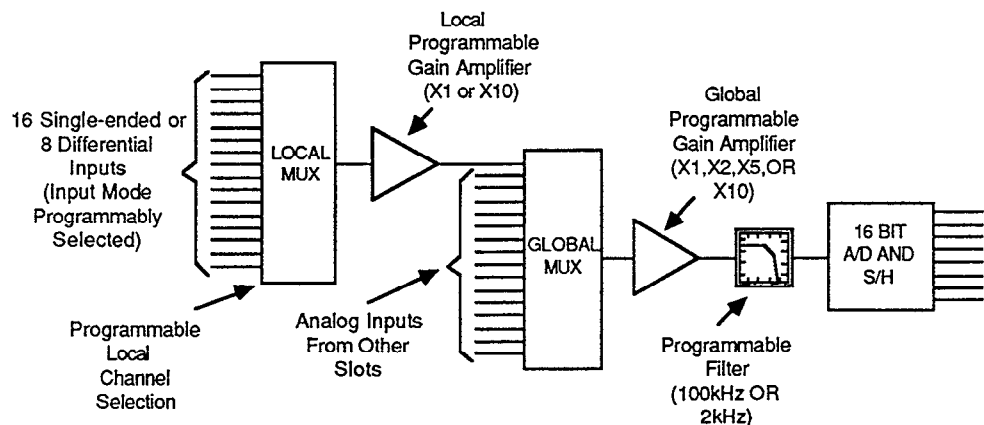 16 Single-ended or
8 Differential
Inputs
(Input Mode
Programmably
Selected)
LOCAL
MUX
Programmable
Local
Channel
Selection
Local
Programmable
Gain Amplifier
(X1 or X10)
Analog Inputs
From Other
Slots
GLOBAL
MUX
Global
Programmable
Gain Amplifier
(X1,X2,X5,OR
X10)
Programmable
Filter
(100kHz OR
2kHz)
16 BIT
A/D AND
S/H